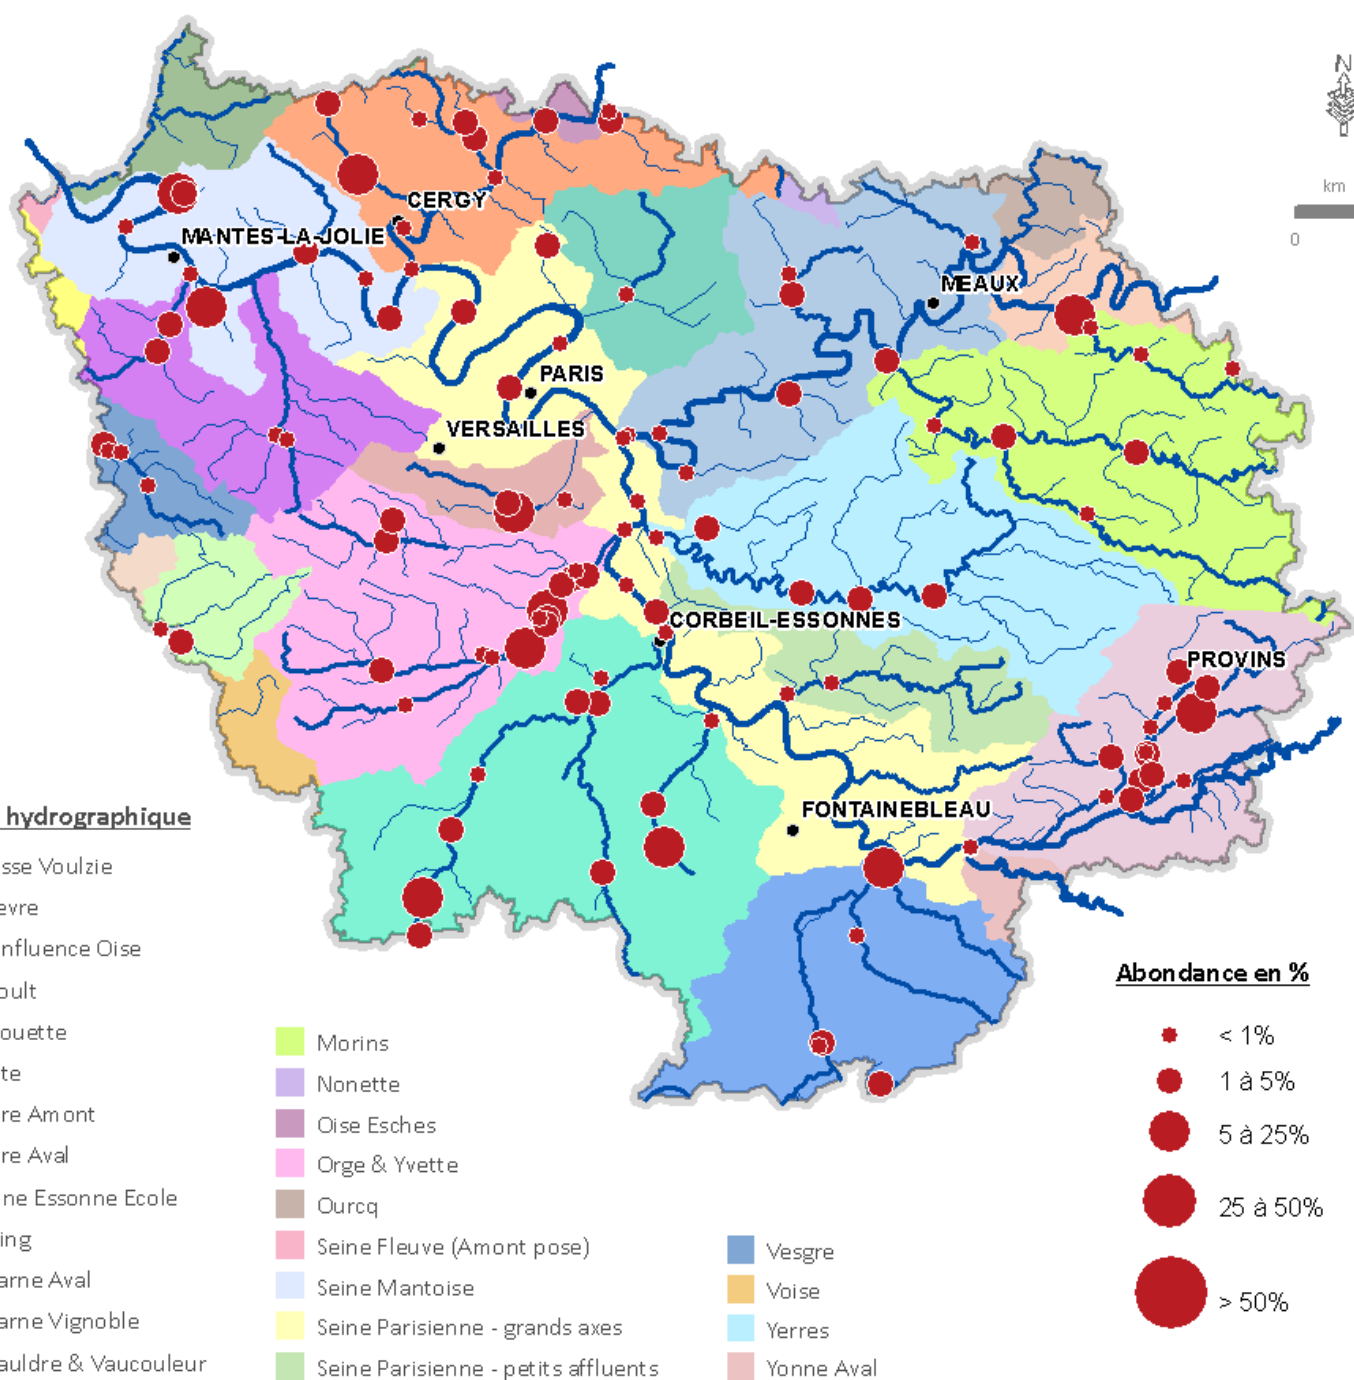 N
km
0
CERGY
MANTES-LA-JOLIE
MEAUX
PARIS
VERSAILLES
CORBEIL-ESSONNES
PROVINS
FONTAINEBLEAU
hydrographique
sse Voulzie
evre
nfluence Oise
oult
ouette
te
re Amont
re Aval
ne Essonne Ecole
ing
arne Aval
arne Vignoble
auldre & Vaucouleur
Morins
Nonette
Oise Esches
Orge & Yvette
Ourcq
Seine Fleuve (Amont pose)
Seine Mantoise
Seine Parisienne - grands axes
Seine Parisienne - petits affluents
Vesgre
Voise
Yerres
Yonne Aval
Abondance en %
< 1%
1 à 5%
5 à 25%
25 à 50%
> 50%